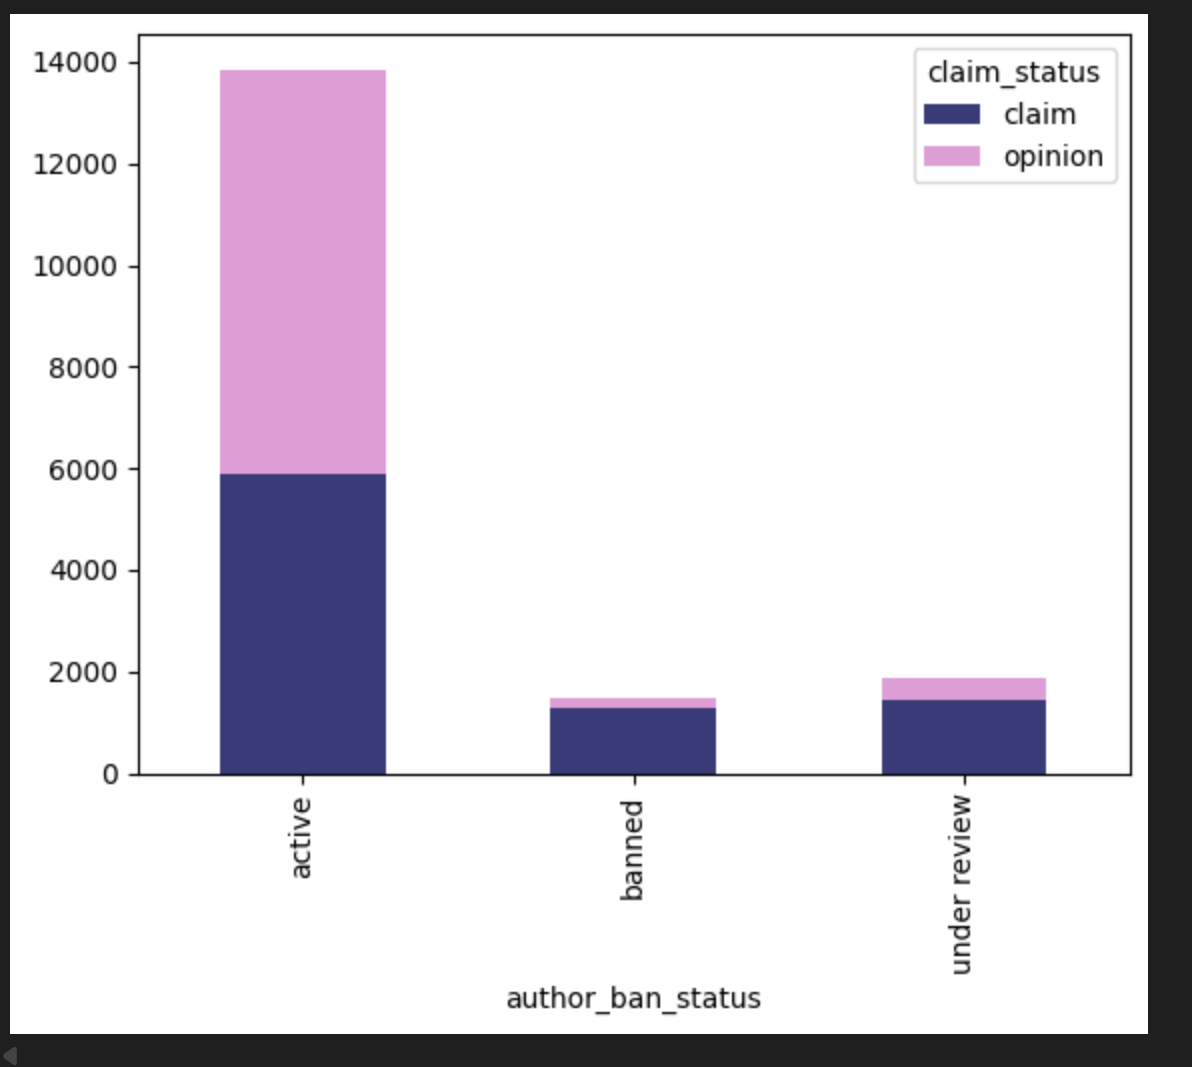 14000
12000
10000
8000
6000
4000
2000
0
claim_status
claim
opinion
active
banned
under review
author_ban_status